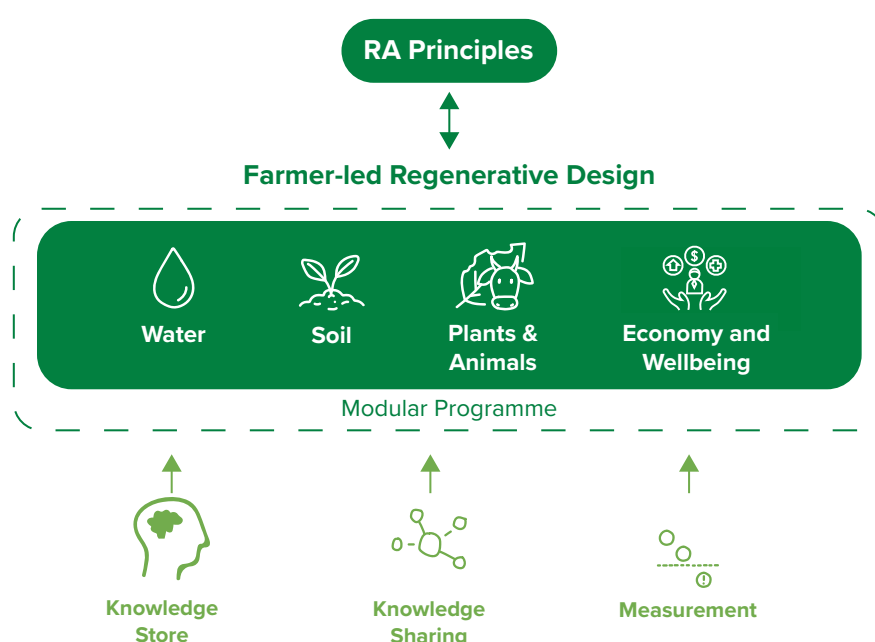 RA Principles
Farmer-led Regenerative Design
Water
Soil
Plants &
Animals
$
Economy and
Wellbeing
Modular Programme
Knowledge
Store
Knowledge
Sharing
!
Measurement